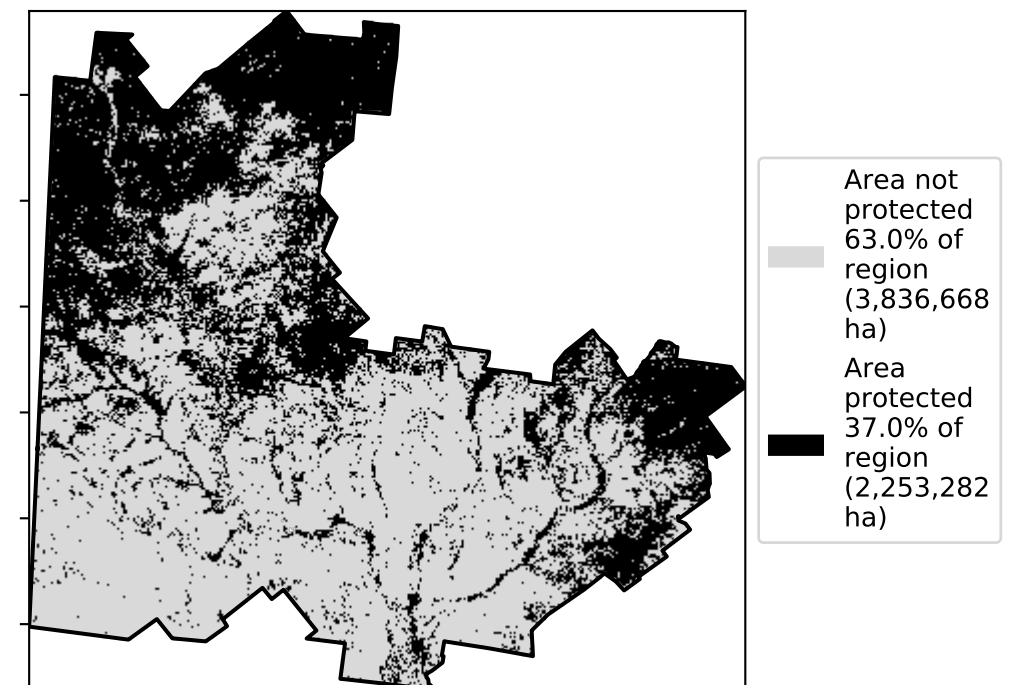 Area not
protected
63.0% of
region
(3,836,668
ha)
Area
protected
37.0% of
region
(2,253,282
ha)